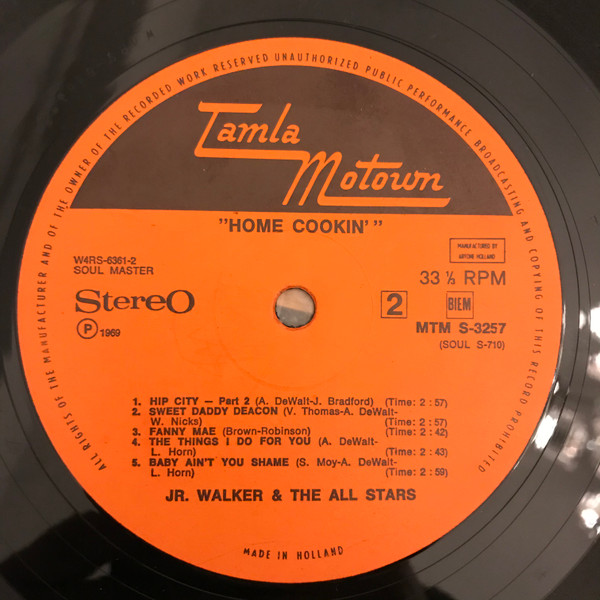 ALL RIGHTS OF THE MANUFACTURER AND OF THE OWNER OF THE RECORDED WORK RESERVED UNAUTHORIZED PUBLIC PERFORMANCE BROADCASTING AND COPYING OF THIS RECORD PROHIBITED
Tamla
Motown
"HOME COOKIN'"
W4RS-6361-2
SOUL MASTER
MANUFACTURED BY
ARTONE HOLLAND
33 ⅓ RPM
Stereo
2
BIEM
Ⓟ 1969
MTM S-3257
(SOUL S-710)
1. HIP CITY — Part 2 (A. DeWALT-J. Bradford) (Time: 2 : 57)
2. SWEET DADDY DEACON (V. Thomas-A. DeWalt-
W. Nicks) (Time: 2 : 57)
3. FANNY MAE (Brown-Robinson) (Time: 2 : 42)
4. THE THINGS I DO FOR YOU (A. DeWalt-
L. Horn) (Time: 2 : 43)
5. BABY AIN'T YOU SHAME (S. Moy-A. DeWalt-
L. Horn) (Time: 2 : 59)
JR. WALKER & THE ALL STARS
MADE IN HOLLAND